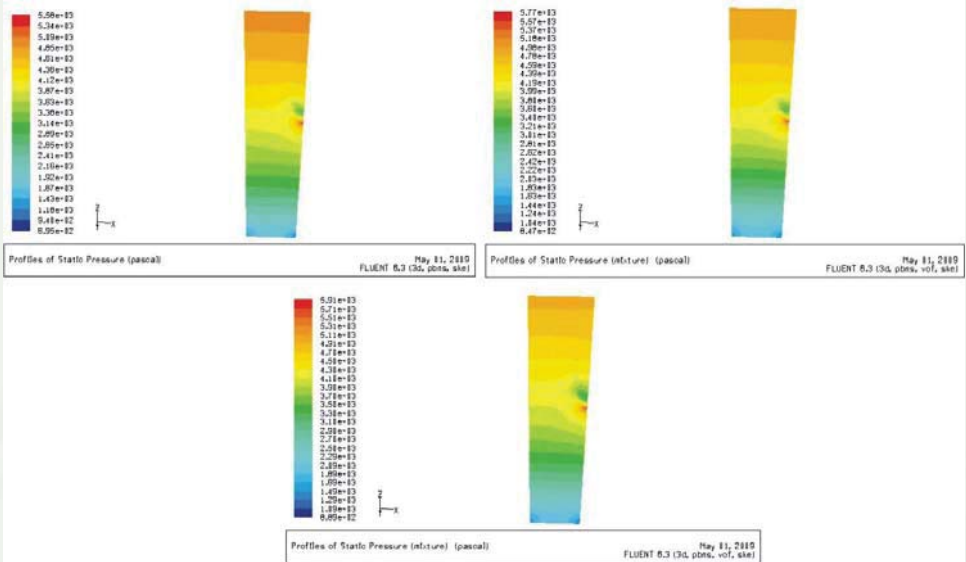 5.58e+03
5.34e+03
5.09e+03
4.85e+03
4.61e+03
4.36e+03
4.12e+03
3.87e+03
3.63e+03
3.38e+03
3.14e+03
2.89e+03
2.65e+03
2.41e+03
2.16e+03
1.92e+03
1.67e+03
1.43e+03
1.18e+03
9.40e+02
6.95e+02
Z
X
Profiles of Static Pressure (pascal)
May 01, 2009
FLUENT 6.3 (3d, pbns, ske)
5.77e+03
5.57e+03
5.37e+03
5.18e+03
4.98e+03
4.78e+03
4.59e+03
4.39e+03
4.19e+03
3.99e+03
3.80e+03
3.60e+03
3.40e+03
3.21e+03
3.01e+03
2.81e+03
2.62e+03
2.42e+03
2.22e+03
2.03e+03
1.83e+03
1.63e+03
1.44e+03
1.24e+03
1.04e+03
8.47e+02
Z
X
Profiles of Static Pressure (mixture) (pascal)
May 01, 2009
FLUENT 6.3 (3d, pbns, vof, ske)
5.91e+03
5.71e+03
5.51e+03
5.31e+03
5.11e+03
4.91e+03
4.70e+03
4.50e+03
4.30e+03
4.10e+03
3.90e+03
3.70e+03
3.50e+03
3.30e+03
3.10e+03
2.90e+03
2.70e+03
2.50e+03
2.29e+03
2.09e+03
1.89e+03
1.69e+03
1.49e+03
1.29e+03
1.09e+03
8.89e+02
Z
X
Profiles of Static Pressure (mixture) (pascal)
May 01, 2009
FLUENT 6.3 (3d, pbns, vof, ske)